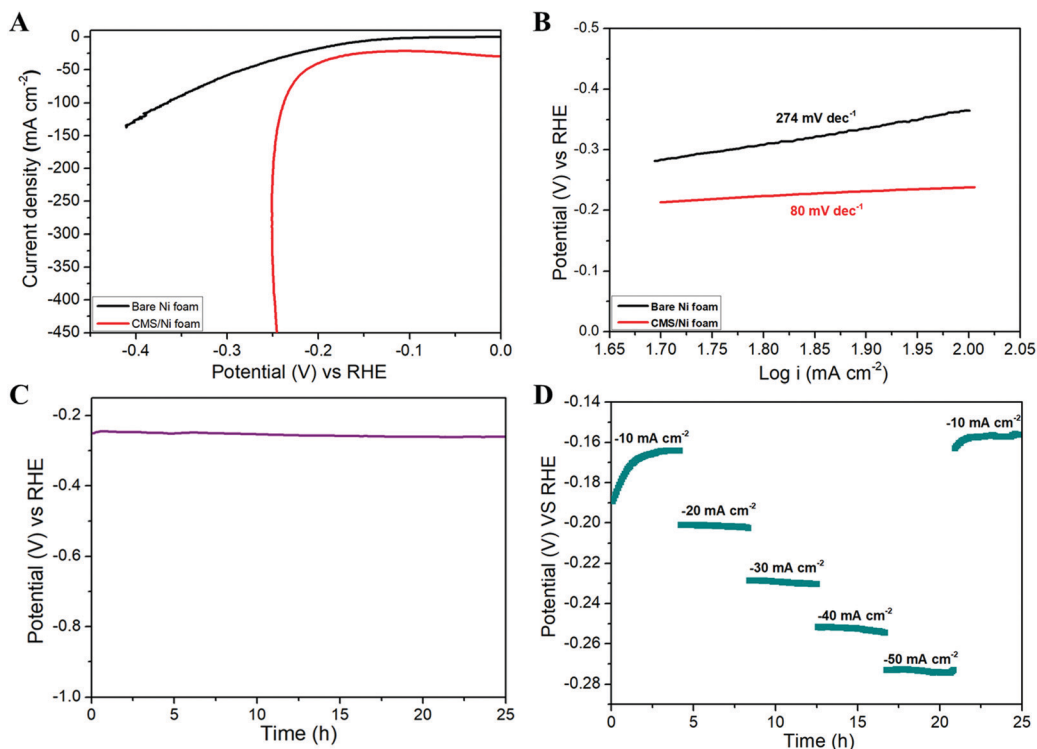 A
0
-50
-100
-150
-200
-250
-300
-350
-400
-450
Current density (mA cm-2)
Bare Ni foam
CMS/Ni foam
-0.4
-0.3
-0.2
-0.1
0.0
Potential (V) vs RHE
B
-0.5
-0.4
-0.3
-0.2
-0.1
0.0
Potential (V) vs RHE
274 mV dec-1
80 mV dec-1
Bare Ni foam
CMS/Ni foam
1.65
1.70
1.75
1.80
1.85
1.90
1.95
2.00
2.05
Log i (mA cm-2)
C
-0.2
-0.4
-0.6
-0.8
-1.0
Potential (V) vs RHE
0
5
10
15
20
25
Time (h)
D
-0.14
-0.16
-0.18
-0.20
-0.22
-0.24
-0.26
-0.28
Potential (V) VS RHE
-10 mA cm-2
-20 mA cm-2
-30 mA cm-2
-40 mA cm-2
-50 mA cm-2
-10 mA cm-2
0
5
10
15
20
25
Time (h)